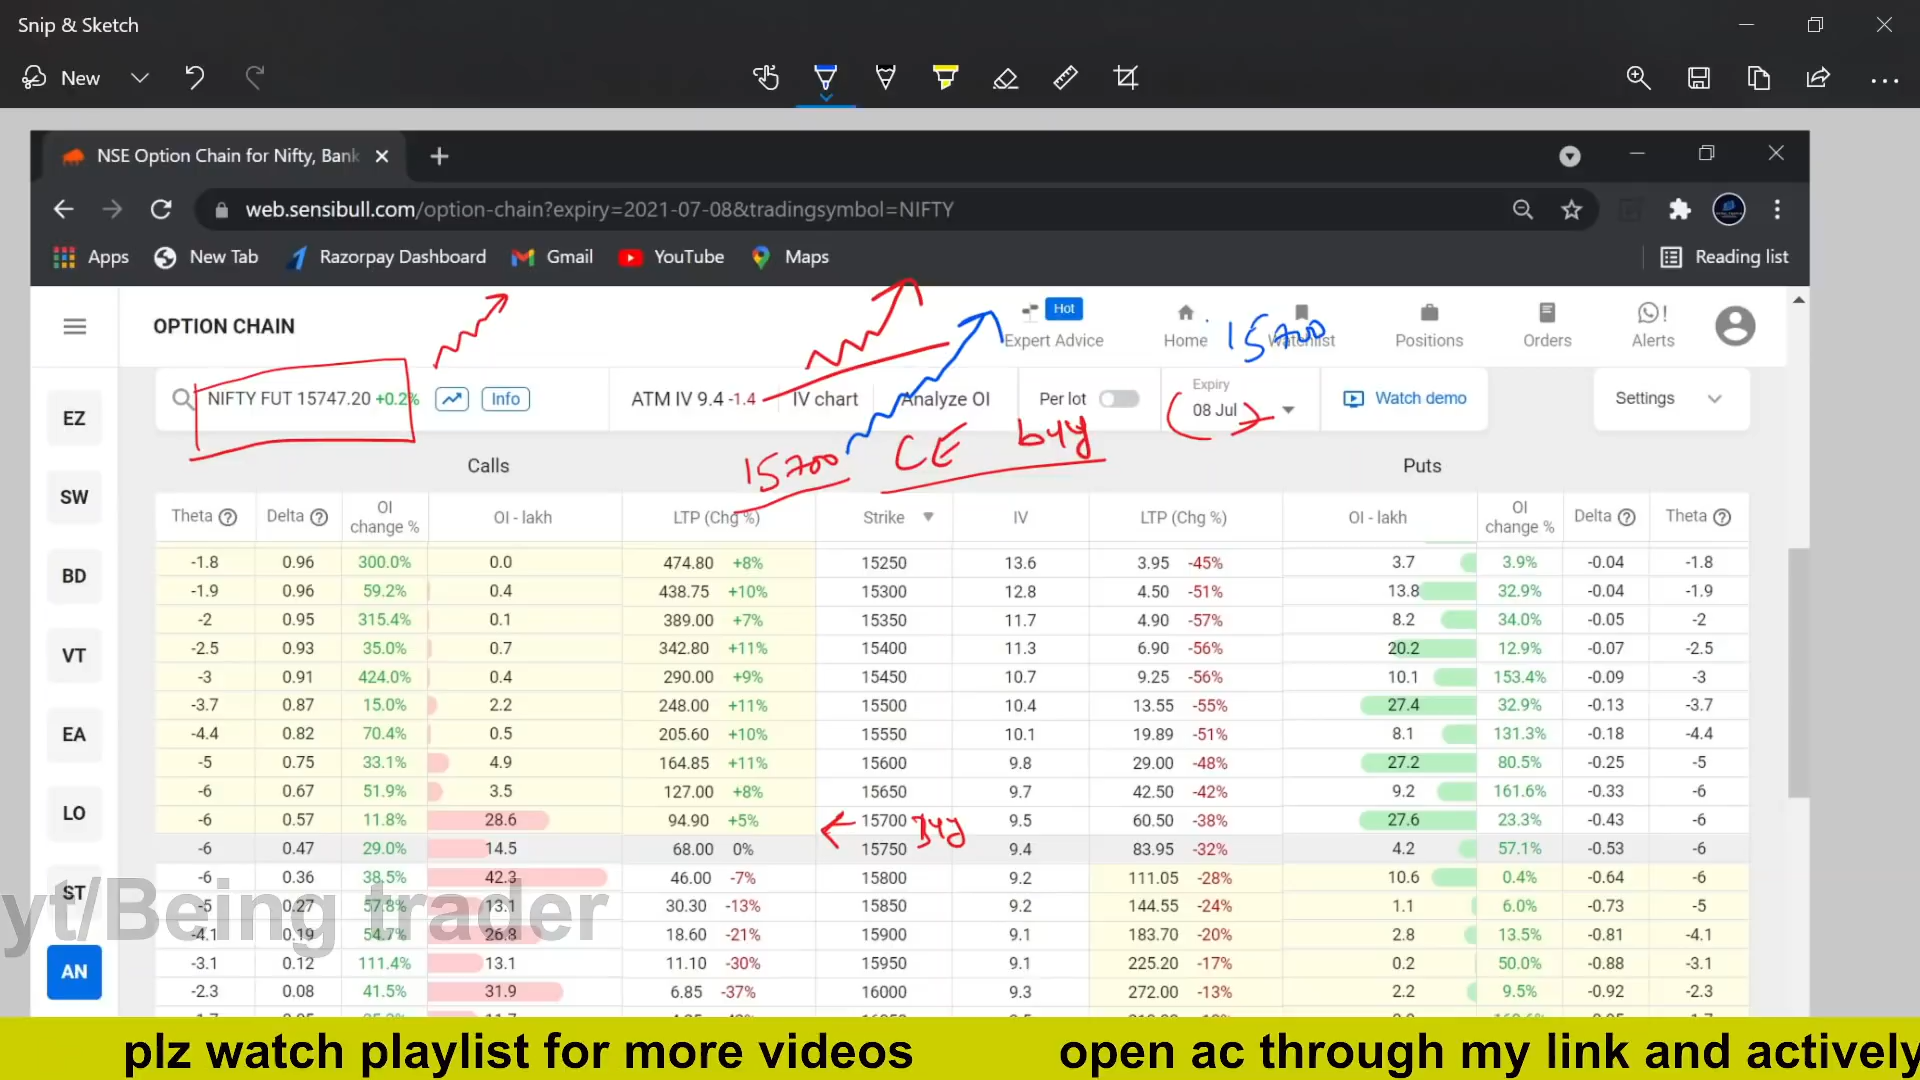 Snip & Sketch
New
NSE Option Chain for Nifty, Bank
web.sensibull.com/option-chain?expiry=2021-07-08&tradingsymbol=NIFTY
Apps New Tab Razorpay Dashboard Gmail YouTube Maps Reading list
OPTION CHAIN
Hot
Expert Advice Home Watchlist Positions Orders Alerts
15700
NIFTY FUT 15747.20 +0.2% Info ATM IV 9.4 -1.4 IV chart Analyze OI Per lot Expiry 08 Jul Watch demo Settings
15700 CE byy
Calls Puts
Theta Delta OI change % OI - lakh LTP (Chg %) Strike IV LTP (Chg %) OI - lakh OI change % Delta Theta
-1.8 0.96 300.0% 0.0 474.80 +8% 15250 13.6 3.95 -45% 3.7 3.9% -0.04 -1.8
-1.9 0.96 59.2% 0.4 438.75 +10% 15300 12.8 4.50 -51% 13.8 32.9% -0.04 -1.9
-2 0.95 315.4% 0.1 389.00 +7% 15350 11.7 4.90 -57% 8.2 34.0% -0.05 -2
-2.5 0.93 35.0% 0.7 342.80 +11% 15400 11.3 6.90 -56% 20.2 12.9% -0.07 -2.5
-3 0.91 424.0% 0.4 290.00 +9% 15450 10.7 9.25 -56% 10.1 153.4% -0.09 -3
-3.7 0.87 15.0% 2.2 248.00 +11% 15500 10.4 13.55 -55% 27.4 32.9% -0.13 -3.7
-4.4 0.82 70.4% 0.5 205.60 +10% 15550 10.1 19.89 -51% 8.1 131.3% -0.18 -4.4
-5 0.75 33.1% 4.9 164.85 +11% 15600 9.8 29.00 -48% 27.2 80.5% -0.25 -5
-6 0.67 51.9% 3.5 127.00 +8% 15650 9.7 42.50 -42% 9.2 161.6% -0.33 -6
-6 0.57 11.8% 28.6 94.90 +5% 15700 Byy 9.5 60.50 -38% 27.6 23.3% -0.43 -6
-6 0.47 29.0% 14.5 68.00 0% 15750 9.4 83.95 -32% 4.2 57.1% -0.53 -6
-6 0.36 38.5% 42.3 46.00 -7% 15800 9.2 111.05 -28% 10.6 0.4% -0.64 -6
-5 0.27 57.8% 13.1 30.30 -13% 15850 9.2 144.55 -24% 1.1 6.0% -0.73 -5
-4.1 0.19 54.7% 26.8 18.60 -21% 15900 9.1 183.70 -20% 2.8 13.5% -0.81 -4.1
-3.1 0.12 111.4% 13.1 11.10 -30% 15950 9.1 225.20 -17% 0.2 50.0% -0.88 -3.1
-2.3 0.08 41.5% 31.9 6.85 -37% 16000 9.3 272.00 -13% 2.2 9.5% -0.92 -2.3
EZ
SW
BD
VT
EA
LO
ST
AN
yt/Being trader
plz watch playlist for more videos open ac through my link and actively